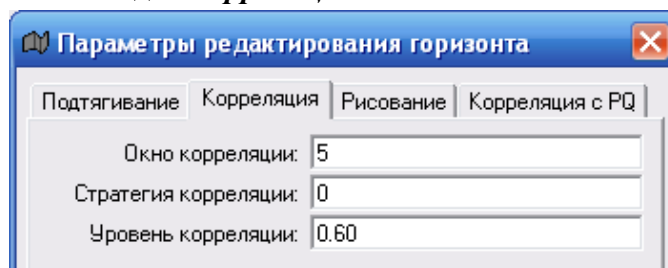 Параметры редактирования горизонта
Подтягивание Корреляция Рисование Корреляция с PQ
Окно корреляции: 5
Стратегия корреляции: 0
Уровень корреляции: 0.60